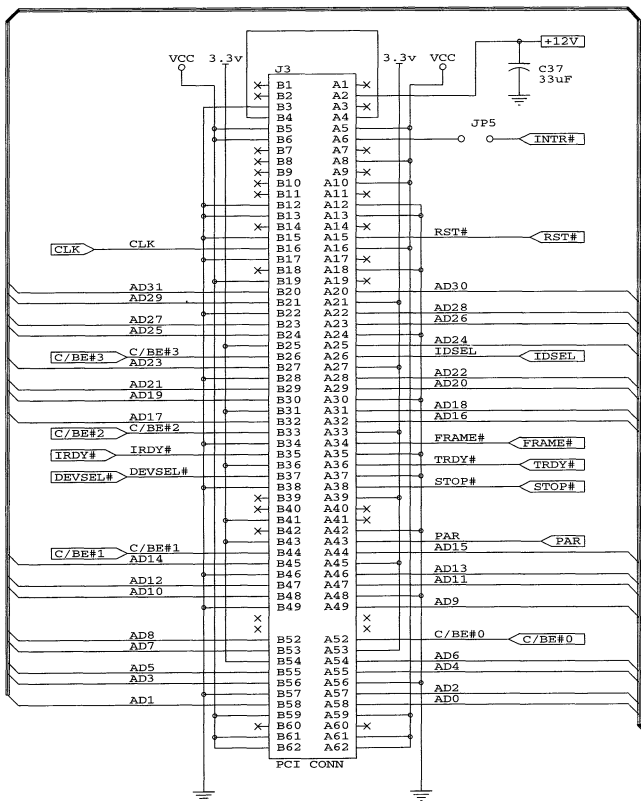 +12V
VCC 3.3v 3.3v VCC
C37
33uF
J3
B1 A1
B2 A2
B3 A3
B4 A4
JP5
B5 A5
B6 A6 INTR#
B7 A7
B8 A8
B9 A9
B10 A10
B11 A11
B12 A12
B13 A13
B14 A14
B15 A15 RST# RST#
CLK CLK B16 A16
B17 A17
B18 A18
B19 A19
AD31 B20 A20 AD30
AD29 B21 A21
B22 A22 AD28
AD27 B23 A23 AD26
AD25 B24 A24
B25 A25 AD24
C/BE#3 C/BE#3 B26 A26 IDSEL IDSEL
AD23 B27 A27
B28 A28 AD22
AD21 B29 A29 AD20
AD19 B30 A30
B31 A31 AD18
AD17 B32 A32 AD16
C/BE#2 C/BE#2 B33 A33
B34 A34 FRAME# FRAME#
IRDY# IRDY# B35 A35
B36 A36 TRDY# TRDY#
DEVSEL# DEVSEL# B37 A37
B38 A38 STOP# STOP#
B39 A39
B40 A40
B41 A41
B42 A42
B43 A43 PAR PAR
C/BE#1 C/BE#1 B44 A44 AD15
AD14 B45 A45
B46 A46 AD13
AD12 B47 A47 AD11
AD10 B48 A48
B49 A49 AD9
AD8 B52 A52 C/BE#0 C/BE#0
AD7 B53 A53
B54 A54 AD6
AD5 B55 A55 AD4
AD3 B56 A56
B57 A57 AD2
AD1 B58 A58 AD0
B59 A59
B60 A60
B61 A61
B62 A62
PCI CONN